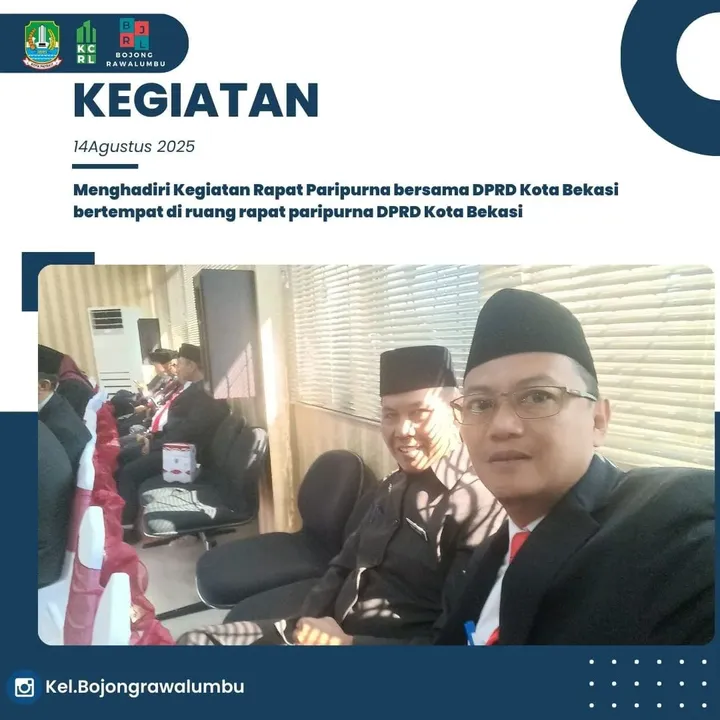 KCRL
BRJL
BOJONG
RAWALUMBU
KEGIATAN
14Agustus 2025
Menghadiri Kegiatan Rapat Paripurna bersama DPRD Kota Bekasi
bertempat di ruang rapat paripurna DPRD Kota Bekasi
Kel.Bojongrawalumbu